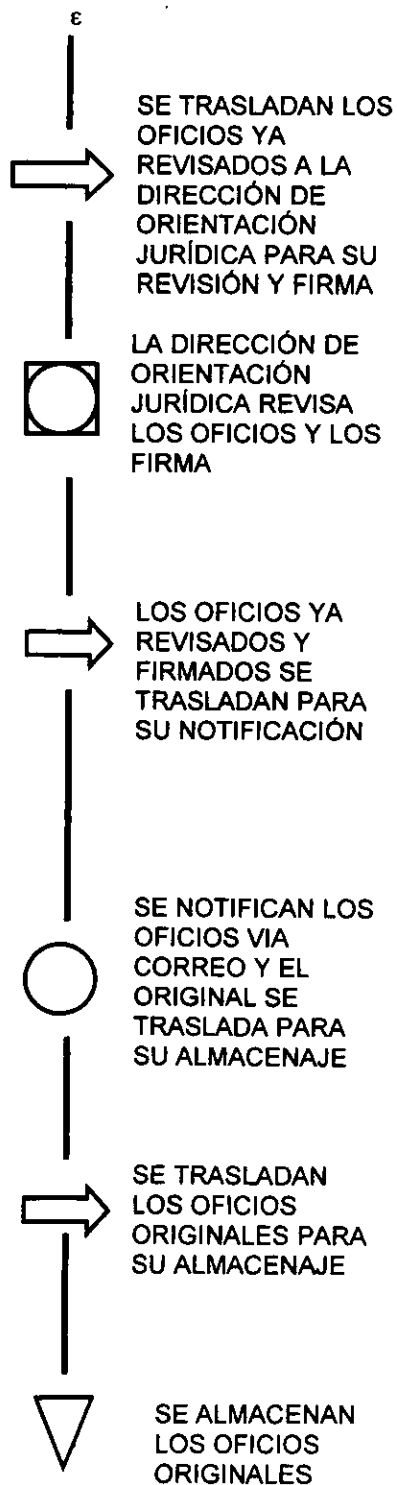 ε
SE TRASLADAN LOS
OFICIOS YA
REVISADOS A LA
DIRECCIÓN DE
ORIENTACIÓN
JURÍDICA PARA SU
REVISIÓN Y FIRMA
LA DIRECCIÓN DE
ORIENTACIÓN
JURÍDICA REVISA
LOS OFICIOS Y LOS
FIRMA
LOS OFICIOS YA
REVISADOS Y
FIRMADOS SE
TRASLADAN PARA
SU NOTIFICACIÓN
SE NOTIFICAN LOS
OFICIOS VIA
CORREO Y EL
ORIGINAL SE
TRASLADA PARA
SU ALMACENAJE
SE TRASLADAN
LOS OFICIOS
ORIGINALES PARA
SU ALMACENAJE
SE ALMACENAN
LOS OFICIOS
ORIGINALES